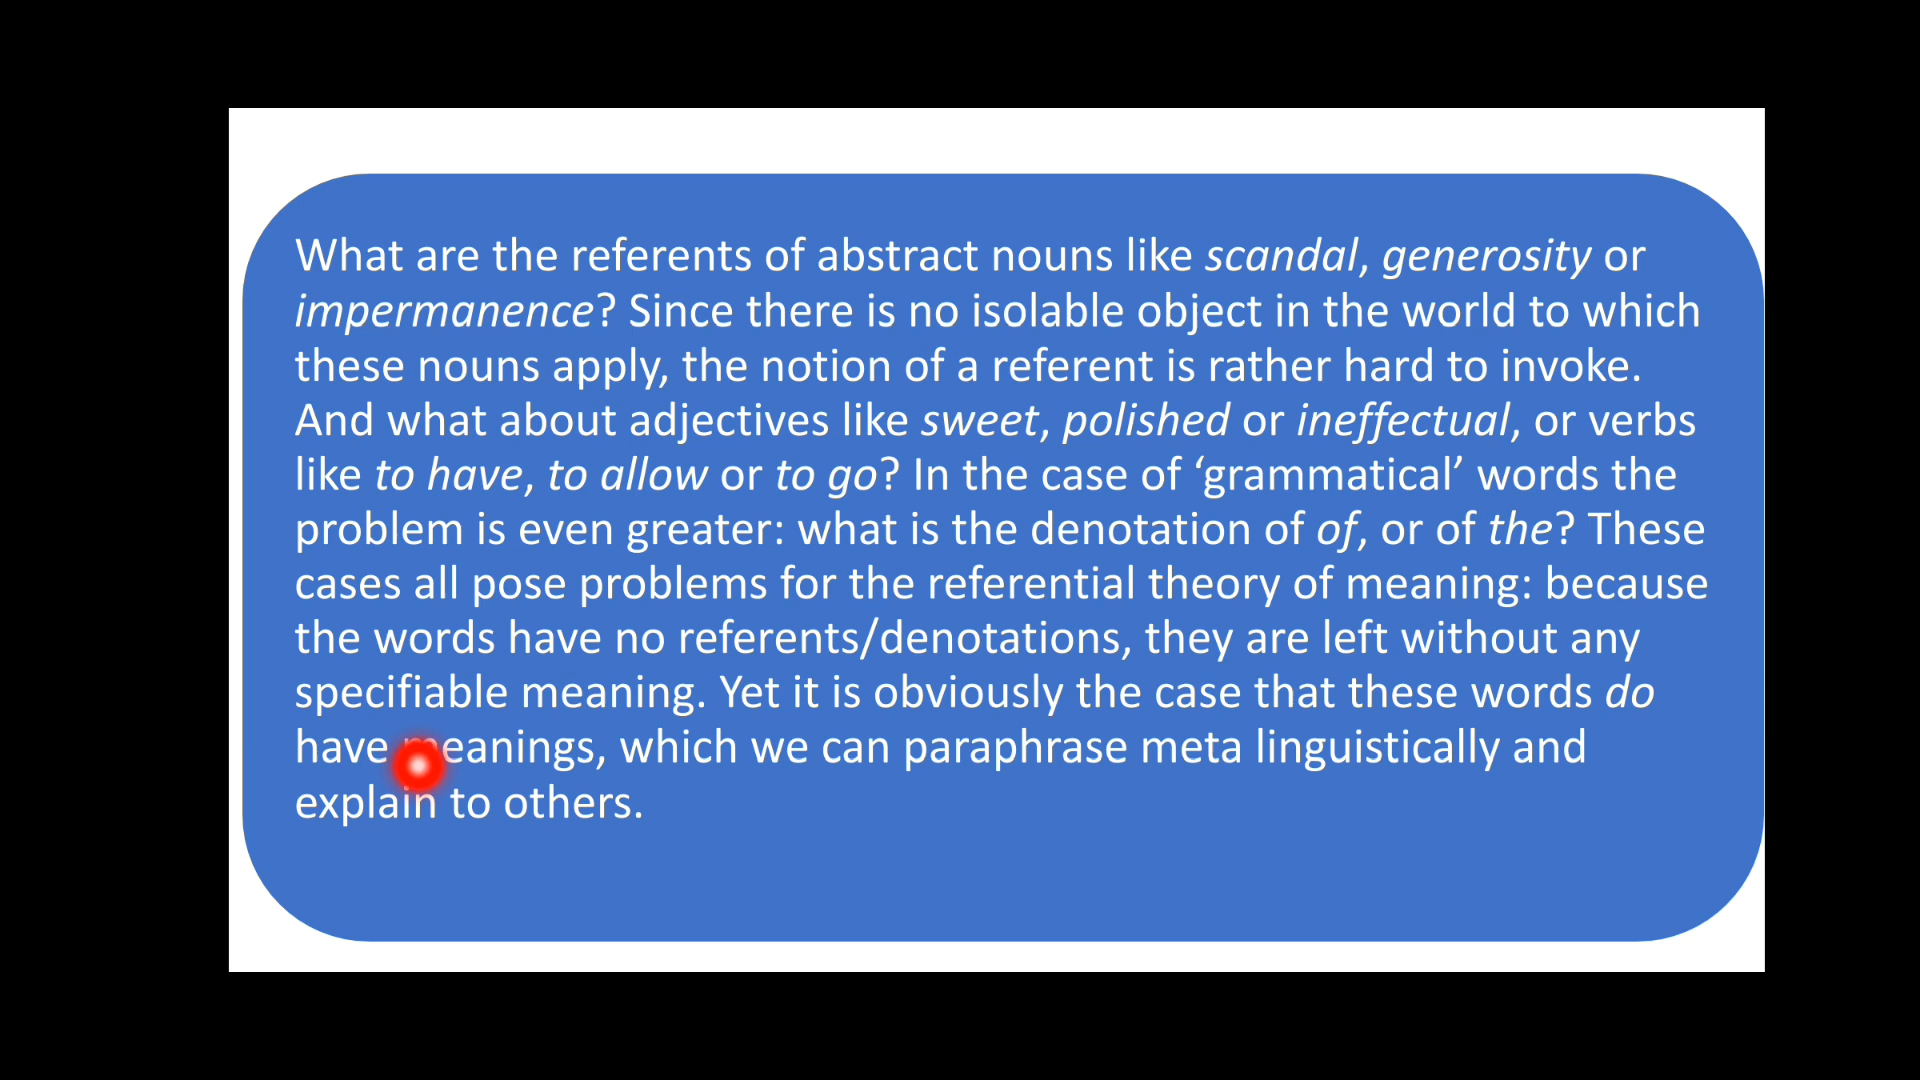 What are the referents of abstract nouns like scandal, generosity or
impermanence? Since there is no isolable object in the world to which
these nouns apply, the notion of a referent is rather hard to invoke.
And what about adjectives like sweet, polished or ineffectual, or verbs
like to have, to allow or to go? In the case of ‘grammatical’ words the
problem is even greater: what is the denotation of of, or of the? These
cases all pose problems for the referential theory of meaning: because
the words have no referents/denotations, they are left without any
specifiable meaning. Yet it is obviously the case that these words do
have meanings, which we can paraphrase meta linguistically and
explain to others.